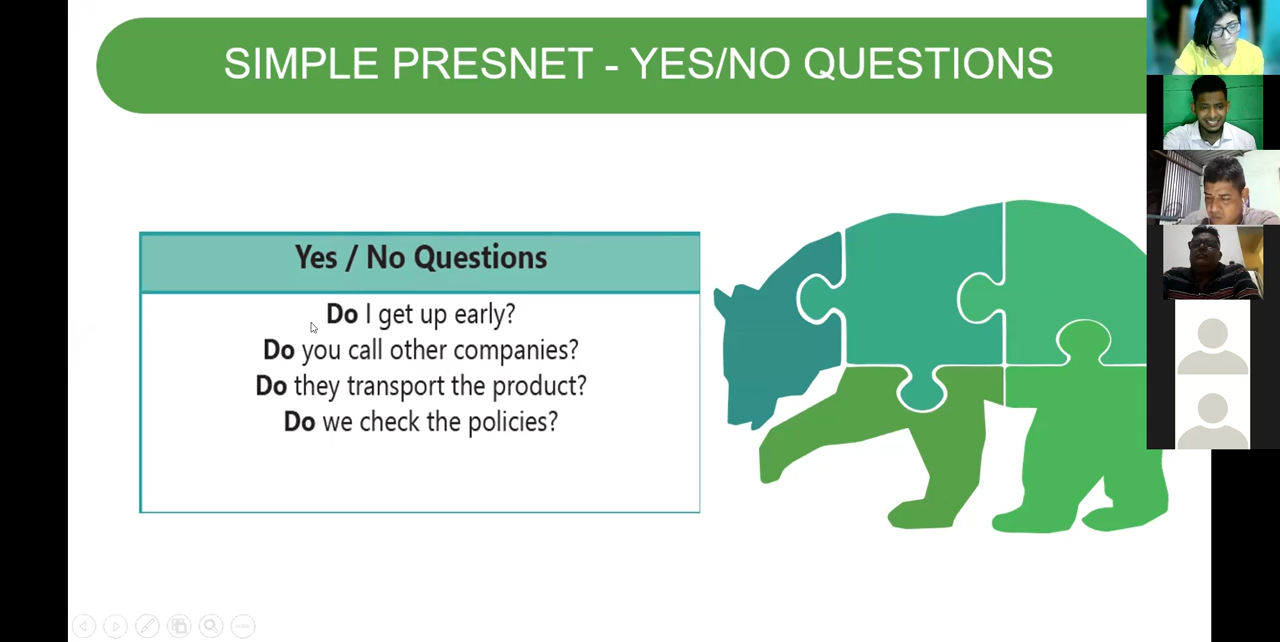 SIMPLE PRESNET - YES/NO QUESTIONS
Yes / No Questions
Do I get up early?
Do you call other companies?
Do they transport the product?
Do we check the policies?